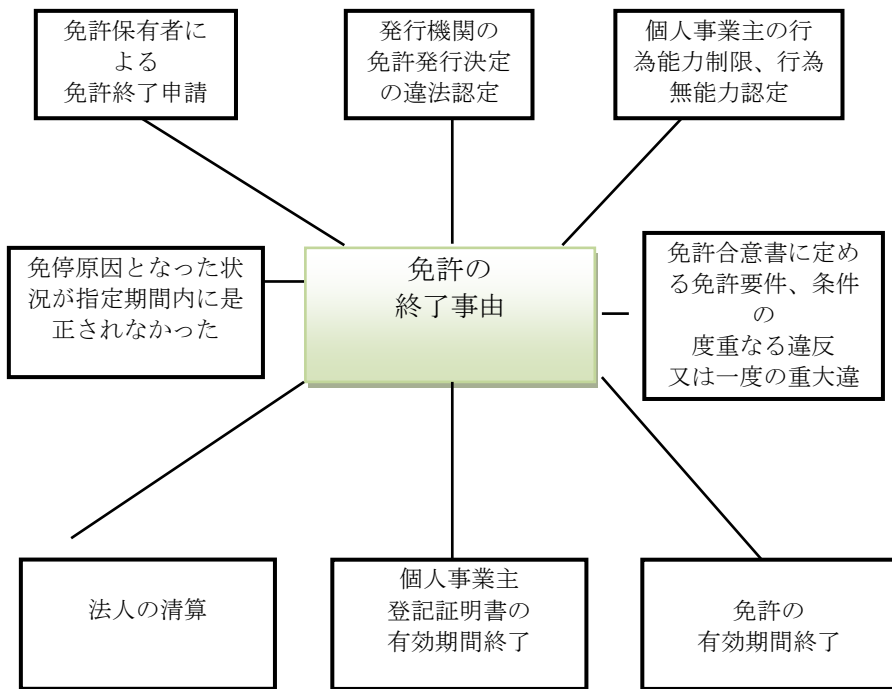 免許保有者に
よる
免許終了申請
発行機関の
免許発行決定
の違法認定
個人事業主の行
為能力制限、行為
無能力認定
免停原因となった状
況が指定期間内に是
正されなかった
免許の
終了事由
免許合意書に定め
る免許要件、条件
の
度重なる違反
又は一度の重大違
法人の清算
個人事業主
登記証明書の
有効期間終了
免許の
有効期間終了